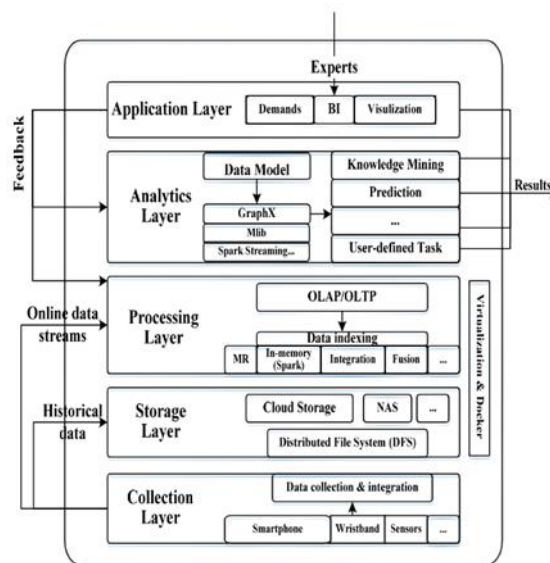 Experts
Application Layer
Demands
BI
Visulization
Feedback
Analytics
Layer
Data Model
GraphX
Mlib
Spark Streaming...
Knowledge Mining
Prediction
...
User-defined Task
Results
Online data
streams
Processing
Layer
OLAP/OLTP
Data indexing
MR
In-memory
(Spark)
Integration
Fusion
...
Virtualization & Docker
Historical
data
Storage
Layer
Cloud Storage
NAS
...
Distributed File System (DFS)
Collection
Layer
Data collection & integration
Smartphone
Wristband
Sensors
...